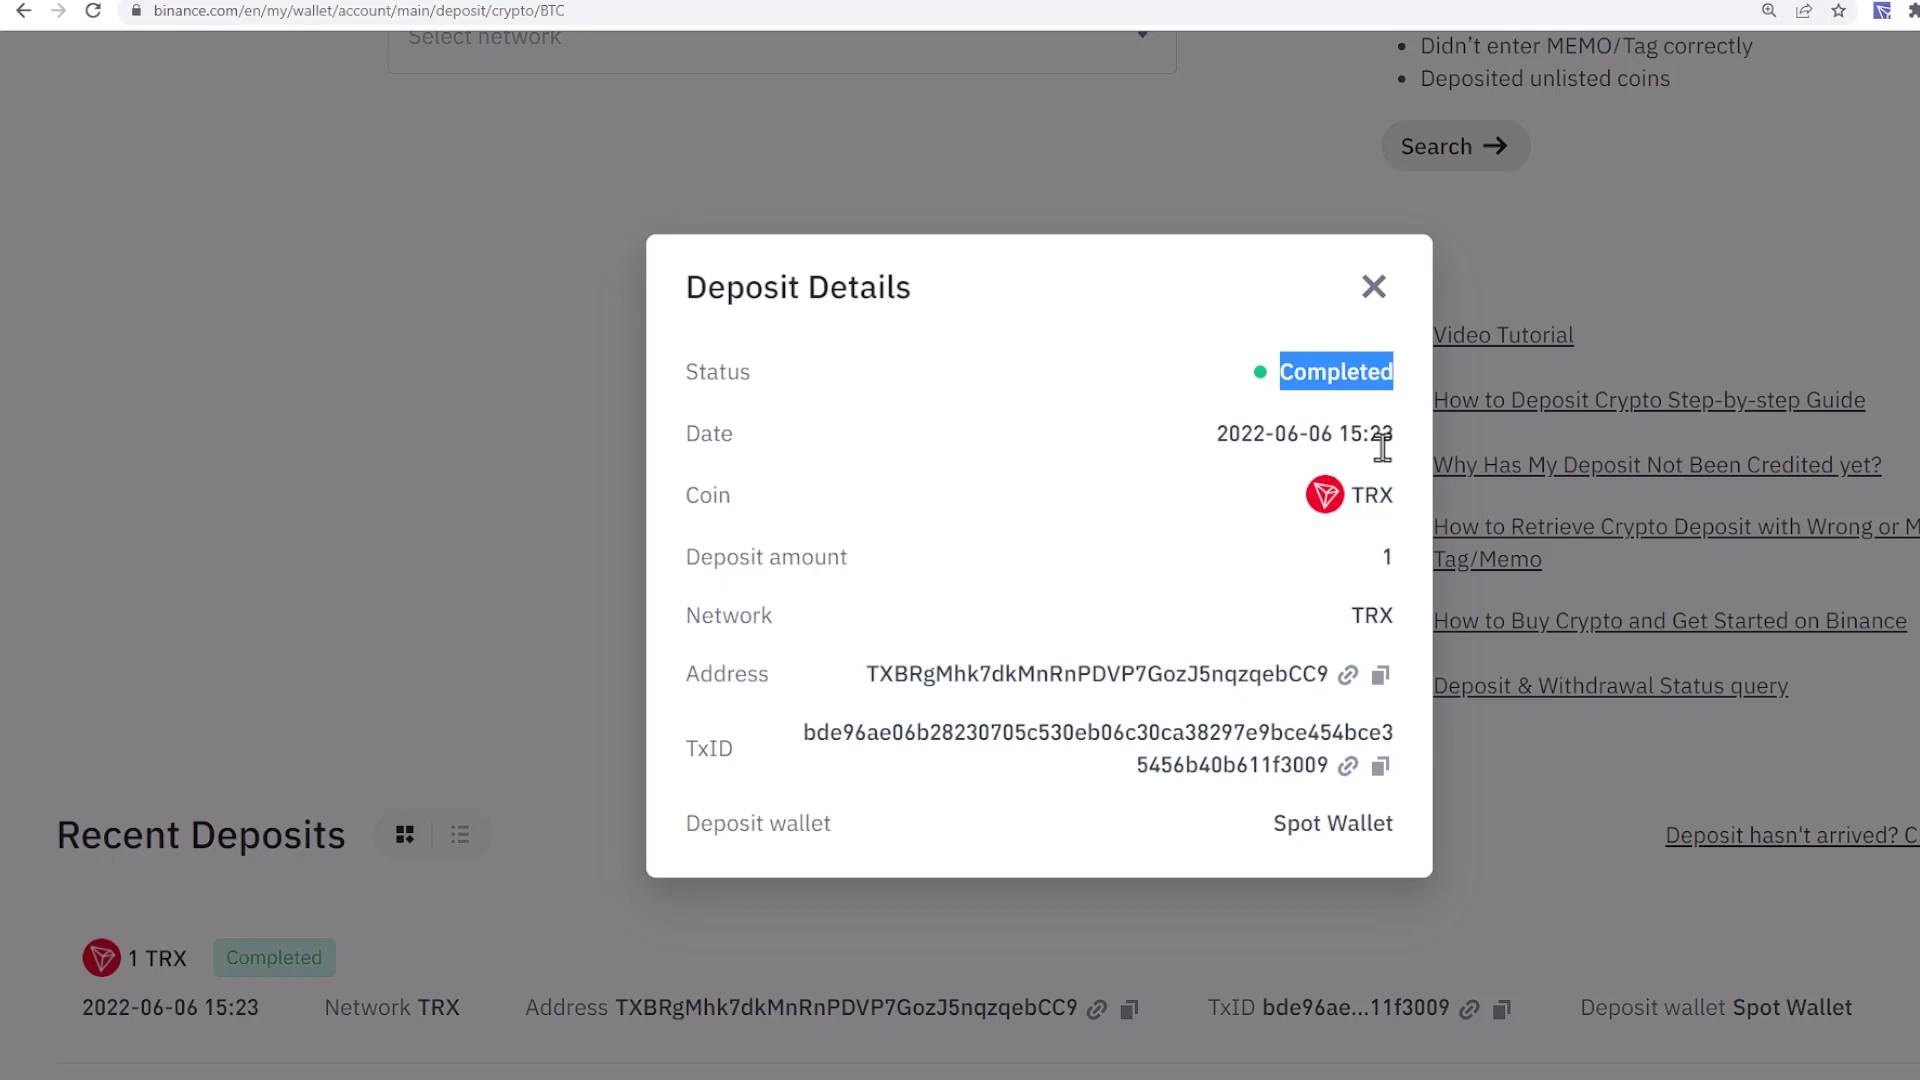 binance.com/en/my/wallet/account/main/deposit/crypto/BTC
Select network
Didn't enter MEMO/Tag correctly
Deposited unlisted coins
Search
Deposit Details
Status Completed
Date 2022-06-06 15:23
Coin TRX
Deposit amount 1
Network TRX
Address TXBRgMhk7dkMnRnPDVP7GozJ5nqzqebCC9
TxID bde96ae06b28230705c530eb06c30ca38297e9bce454bce3
5456b40b611f3009
Deposit wallet Spot Wallet
Video Tutorial
How to Deposit Crypto Step-by-step Guide
Why Has My Deposit Not Been Credited yet?
How to Retrieve Crypto Deposit with Wrong or M
Tag/Memo
How to Buy Crypto and Get Started on Binance
Deposit & Withdrawal Status query
Recent Deposits
Deposit hasn't arrived? C
1 TRX Completed
2022-06-06 15:23 Network TRX Address TXBRgMhk7dkMnRnPDVP7GozJ5nqzqebCC9 TxID bde96ae...11f3009 Deposit wallet Spot Wallet